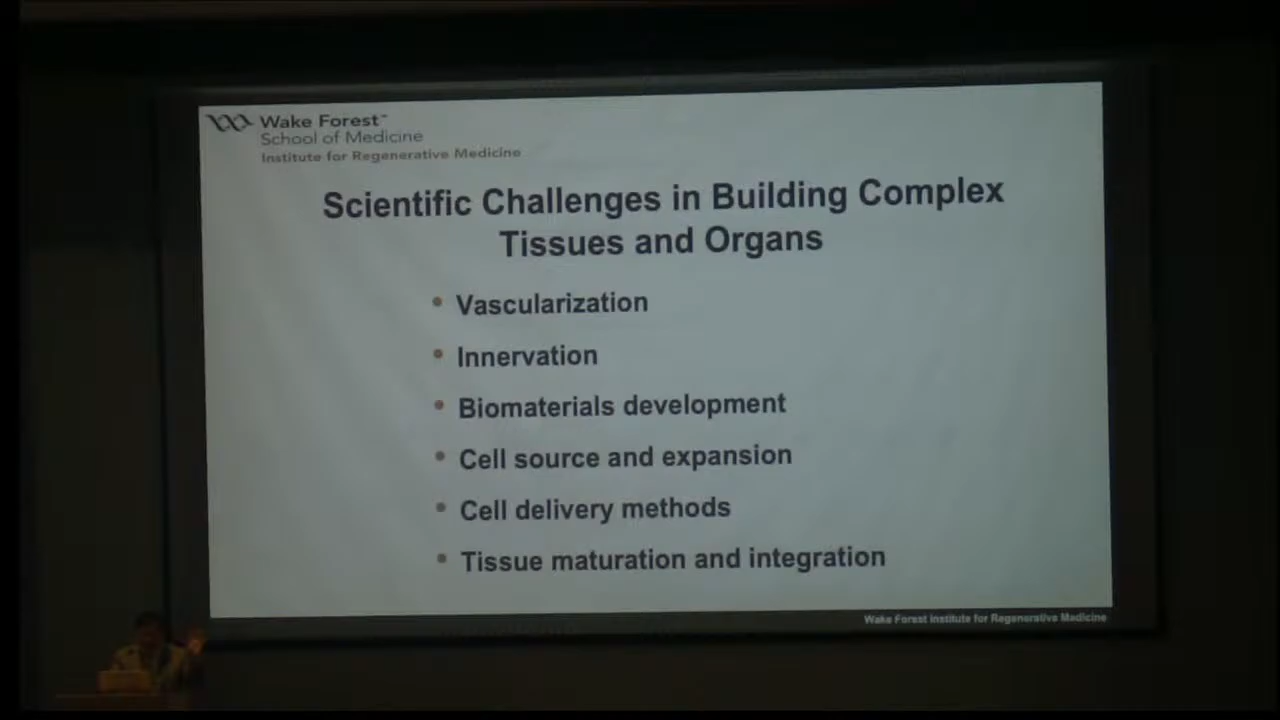 Wake Forest™
School of Medicine
Institute for Regenerative Medicine
Scientific Challenges in Building Complex
Tissues and Organs
• Vascularization
• Innervation
• Biomaterials development
• Cell source and expansion
• Cell delivery methods
• Tissue maturation and integration
Wake Forest Institute for Regenerative Medicine